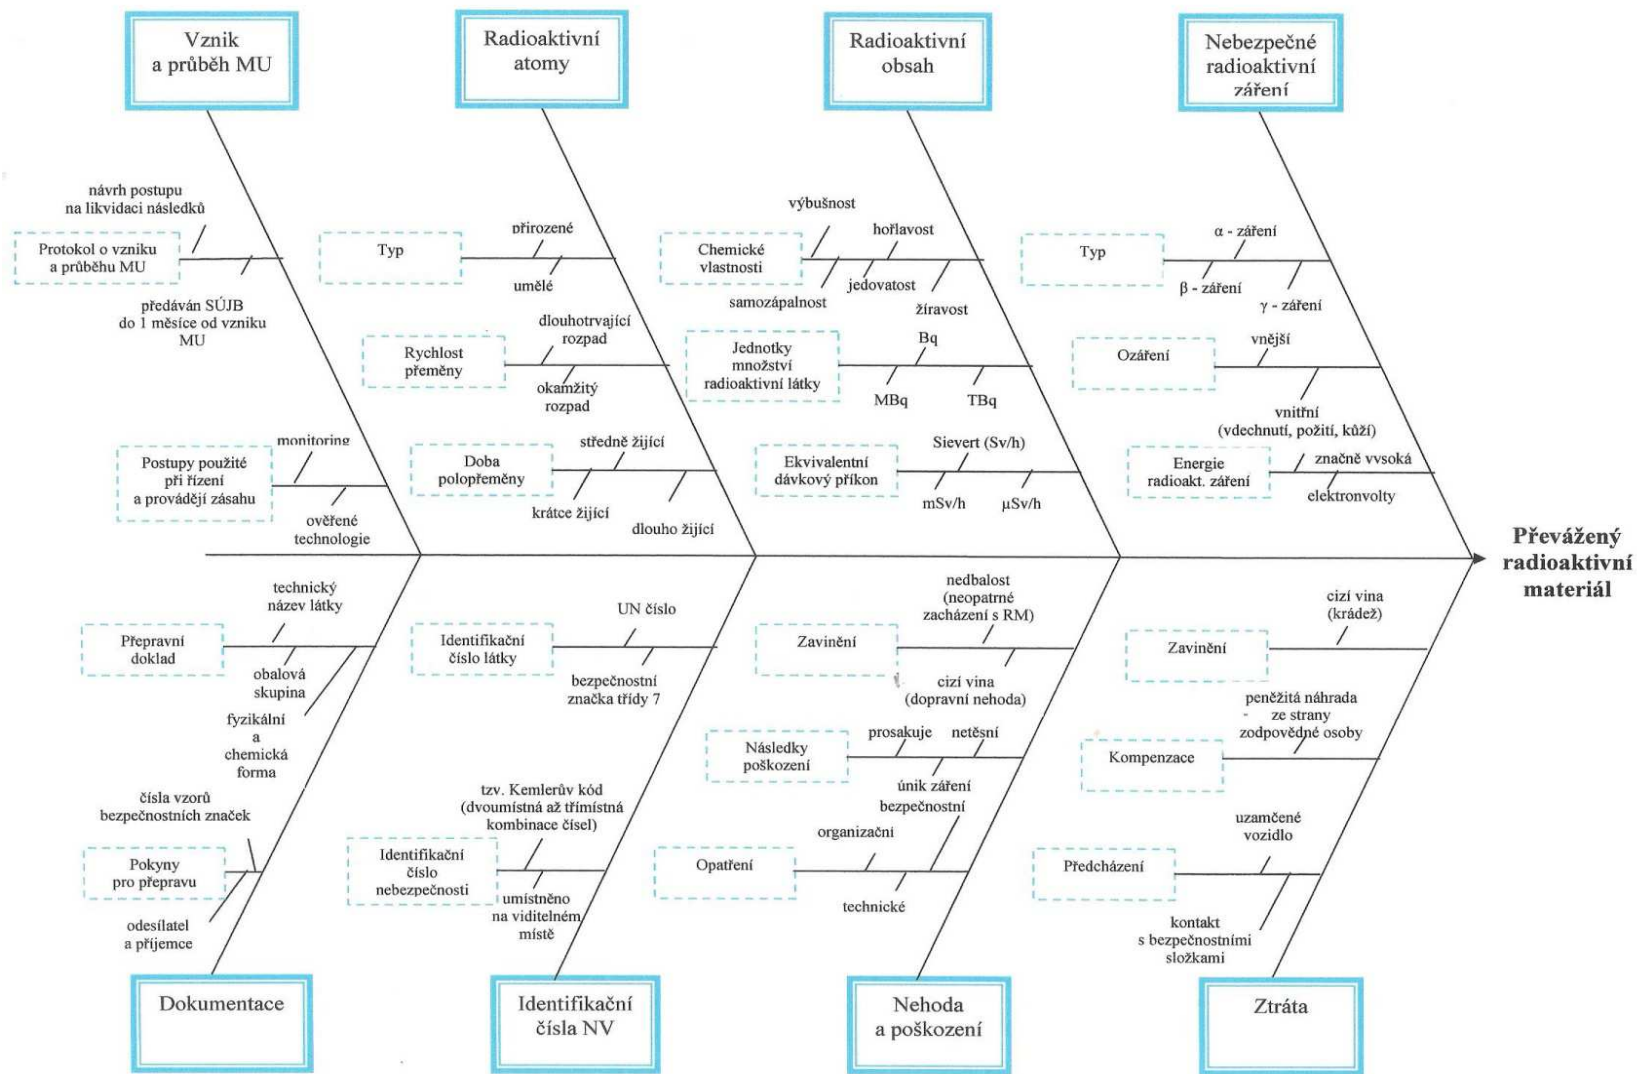 Vznik
a průběh MU
Radioaktivní
atomy
Radioaktivní
obsah
Nebezpečné
radioaktivní
záření
návrh postupu
na likvidaci následků
Protokol o vzniku
a průběhu MU
předáván SÚJB
do 1 měsíce od vzniku
MU
monitoring
Postupy použité
při řízení
a provádějí zásahu
ověřené
technologie
Typ
přirozené
umělé
dlouhotrvající
rozpad
Rychlost
přeměny
okamžitý
rozpad
středně žijící
Doba
polopřeměny
krátce žijící
dlouho žijící
výbušnost
hořlavost
Chemické
vlastnosti
jedovatost
samozápalnost
žíravost
Bq
Jednotky
množství
radioaktivní látky
MBq
TBq
Sievert (Sv/h)
Ekvivalentní
dávkový příkon
mSv/h
µSv/h
α - záření
Typ
β - záření
γ - záření
vnější
Ozáření
vnitřní
(vdechnutí, požití, kůží)
značně vysoká
Energie
radioakt. záření
elektronvolty
Převážený
radioaktivní
materiál
technický
název látky
Přepravní
doklad
obalová
skupina
fyzikální
a
chemická
forma
čísla vzorů
bezpečnostních značek
Pokyny
pro přepravu
odesílatel
a příjemce
UN číslo
Identifikační
číslo látky
bezpečnostní
značka třídy 7
tzv. Kemlerův kód
(dvoumístná až třímístná
kombinace čísel)
Identifikační
číslo
nebezpečnosti
umístněno
na viditelném
místě
nedbalost
(neopatrné
zacházení s RM)
Zavinění
cizí vina
(dopravní nehoda)
prosakuje
netěsní
Následky
poškození
únik záření
bezpečnostní
organizační
Opatření
technické
cizí vina
(krádež)
Zavinění
peněžitá náhrada
ze strany
zodpovědné osoby
Kompenzace
uzamčené
vozidlo
Předcházení
kontakt
s bezpečnostními
složkami
Dokumentace
Identifikační
čísla NV
Nehoda
a poškození
Ztráta